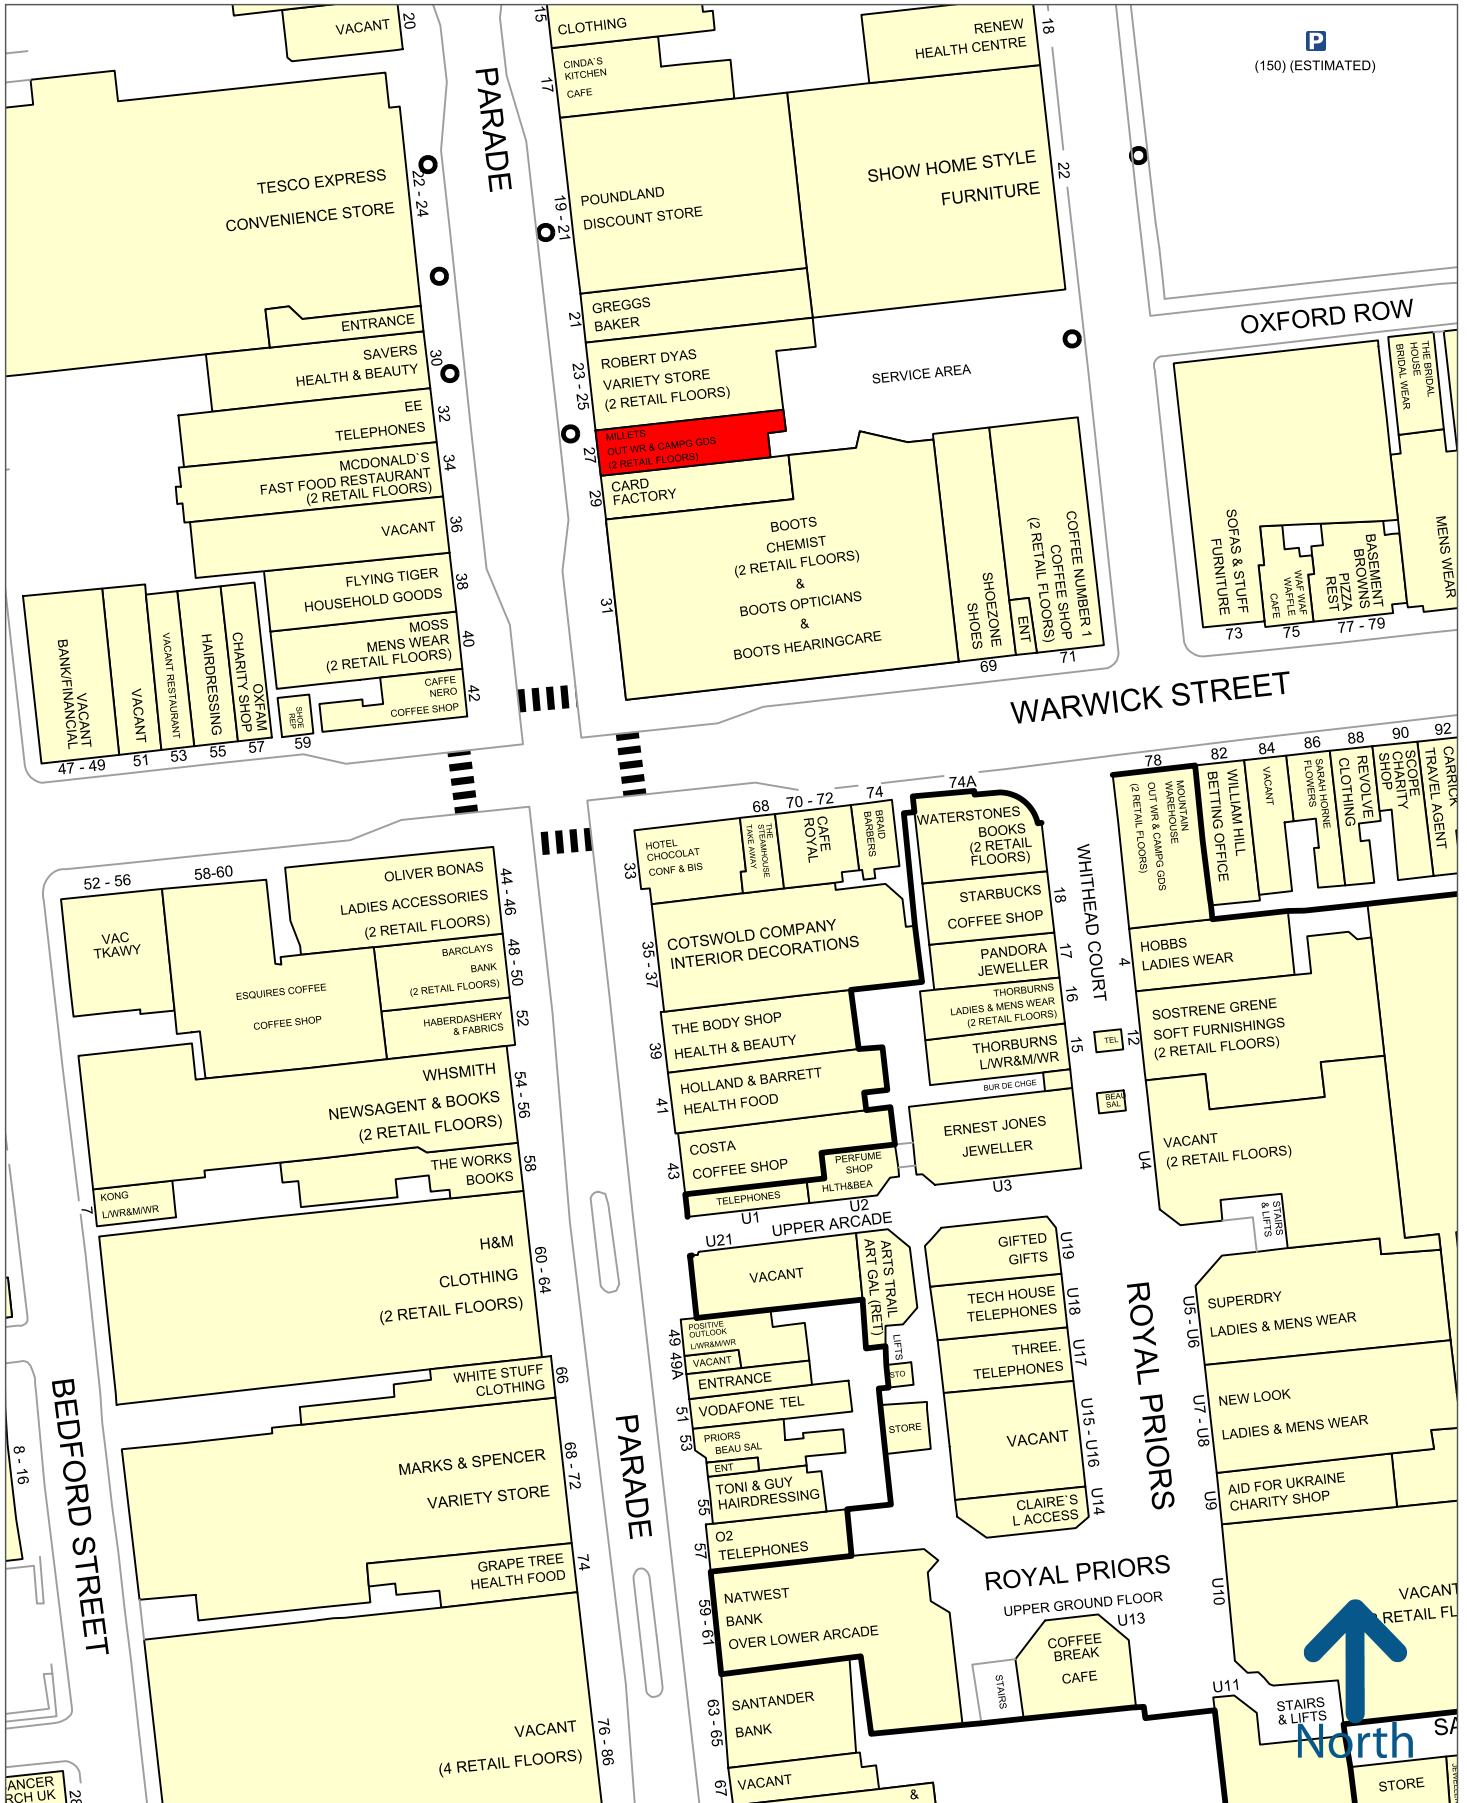 VACANT
20
15
CLOTHING
CINDA`S
KITCHEN
CAFE
17
RENEW
HEALTH CENTRE
18
P
(150) (ESTIMATED)
PARADE
TESCO EXPRESS
CONVENIENCE STORE
22 - 24
POUNDLAND
DISCOUNT STORE
19 - 21
SHOW HOME STYLE
FURNITURE
22
ENTRANCE
GREGGS
BAKER
21
OXFORD ROW
SAVERS
HEALTH & BEAUTY
30
ROBERT DYAS
VARIETY STORE
(2 RETAIL FLOORS)
23 - 25
SERVICE AREA
THE BRIDAL
HOUSE
BRIDAL WEAR
EE
TELEPHONES
32
MILLETS
OUT WR & CAMPG GDS
(2 RETAIL FLOORS)
27
MCDONALD`S
FAST FOOD RESTAURANT
(2 RETAIL FLOORS)
34
CARD
FACTORY
29
VACANT
36
BOOTS
CHEMIST
(2 RETAIL FLOORS)
&
BOOTS OPTICIANS
&
BOOTS HEARINGCARE
31
SHOEZONE
SHOES
69
ENT
COFFEE NUMBER 1
COFFEE SHOP
(2 RETAIL FLOORS)
71
SOFAS & STUFF
FURNITURE
73
WAF WAF
WAFFLE
CAFE
75
BASEMENT
BROWNS
PIZZA
REST
77 - 79
MENS WEAR
FLYING TIGER
HOUSEHOLD GOODS
38
MOSS
MENS WEAR
(2 RETAIL FLOORS)
40
CAFFE
NERO
COFFEE SHOP
42
VACANT
BANK/FINANCIAL
47 - 49
VACANT
51
VACANT RESTAURANT
53
HAIRDRESSING
55
OXFAM
CHARITY SHOP
57
SHOE
REP
59
WARWICK STREET
52 - 56
58-60
OLIVER BONAS
LADIES ACCESSORIES
(2 RETAIL FLOORS)
44 - 46
VAC
TKAWY
ESQUIRES COFFEE
COFFEE SHOP
BARCLAYS
BANK
(2 RETAIL FLOORS)
48 - 50
HABERDASHERY
& FABRICS
52
HOTEL
CHOCOLAT
CONF & BIS
33
68
THE
STEAMHOUSE
TAKE AWAY
70 - 72
CAFE
ROYAL
74
BRAID
BARBERS
74A
WATERSTONES
BOOKS
(2 RETAIL
FLOORS)
WHITEHEAD COURT
78
MOUNTAIN
WAREHOUSE
OUT WR & CAMPG GDS
(2 RETAIL FLOORS)
82
WILLIAM HILL
BETTING OFFICE
84
VACANT
86
SARAH HORNE
FLOWERS
88
REVOLVE
CLOTHING
90
SCOPE
CHARITY
SHOP
92
CARRICK
TRAVEL AGENT
STARBUCKS
COFFEE SHOP
18
COTSWOLD COMPANY
INTERIOR DECORATIONS
35 - 37
PANDORA
JEWELLER
17
HOBBS
LADIES WEAR
4
THE BODY SHOP
HEALTH & BEAUTY
39
THORBURNS
LADIES & MENS WEAR
(2 RETAIL FLOORS)
16
THORBURNS
L/WR&M/WR
15
TEL
12
SOSTRENE GRENE
SOFT FURNISHINGS
(2 RETAIL FLOORS)
WHSMITH
NEWSAGENT & BOOKS
(2 RETAIL FLOORS)
54 - 56
HOLLAND & BARRETT
HEALTH FOOD
41
BUR DE CHGE
BEAU
SAL
THE WORKS
BOOKS
58
COSTA
COFFEE SHOP
43
PERFUME
SHOP
HLTH&BEA
U2
ERNEST JONES
JEWELLER
U3
VACANT
(2 RETAIL FLOORS)
U4
KONG
L/WR&M/WR
7
TELEPHONES
U1
UPPER ARCADE
U21
STAIRS
& LIFTS
H&M
CLOTHING
(2 RETAIL FLOORS)
60 - 64
VACANT
ARTS TRAIL
ART GAL (RET)
LIFTS
GIFTED
GIFTS
U19
TECH HOUSE
TELEPHONES
U18
SUPERDRY
LADIES & MENS WEAR
U5 - U6
POSITIVE
OUTLOOK
L/WR&M/WR
49
VACANT
49A
ENTRANCE
STO
THREE.
TELEPHONES
U17
ROYAL PRIORS
WHITE STUFF
CLOTHING
66
VODAFONE TEL
51
PRIORS
BEAU SAL
53
STORE
VACANT
U15 - U16
NEW LOOK
LADIES & MENS WEAR
U7 - U8
BEDFORD STREET
8 - 16
MARKS & SPENCER
VARIETY STORE
68 - 72
PARADE
ENT
TONI & GUY
HAIRDRESSING
55
CLAIRE`S
L ACCESS
U14
AID FOR UKRAINE
CHARITY SHOP
U9
O2
TELEPHONES
57
GRAPE TREE
HEALTH FOOD
74
ROYAL PRIORS
UPPER GROUND FLOOR
U13
U10
VACANT
RETAIL FL
NATWEST
BANK
OVER LOWER ARCADE
59 - 61
COFFEE
BREAK
CAFE
STAIRS
U11
STAIRS
& LIFTS
North
SA
SANTANDER
BANK
63 - 65
VACANT
(4 RETAIL FLOORS)
76 - 86
ANCER
RCH UK
28
VACANT
67
&
STORE